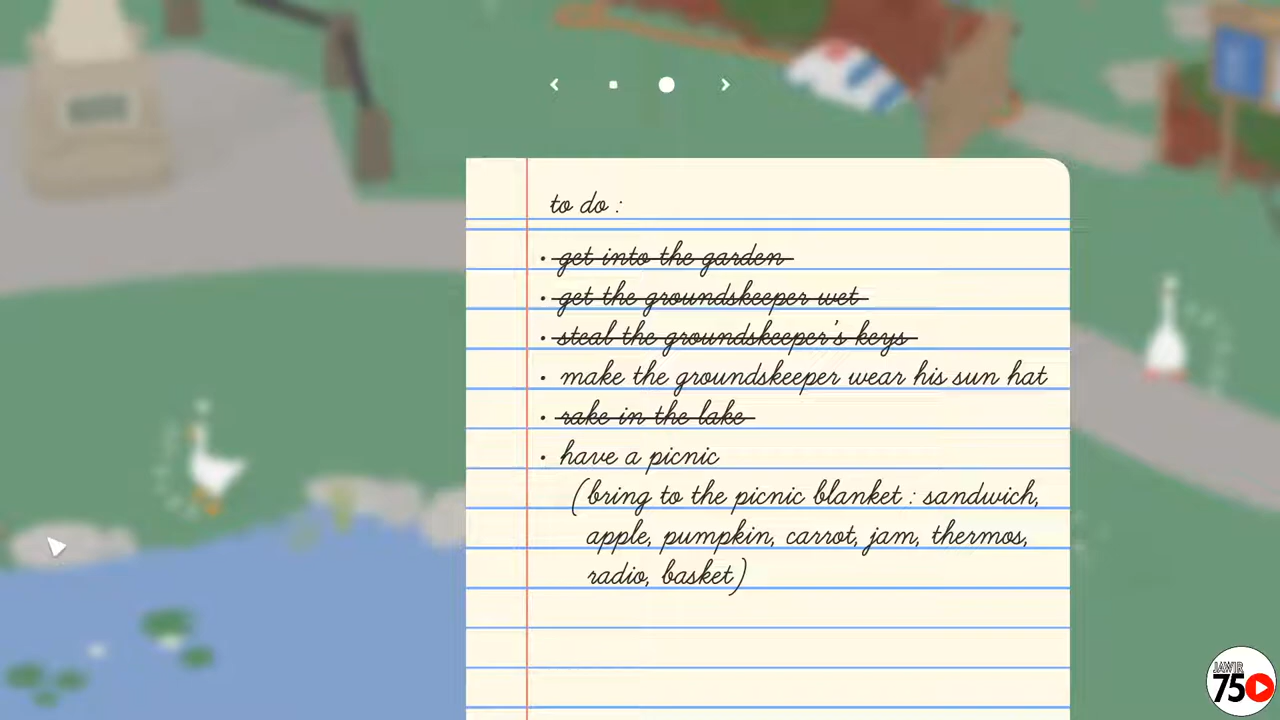 to do :
• get into the garden
• get the groundskeeper wet
• steal the groundskeeper's keys
• make the groundskeeper wear his sun hat
• rake in the lake
• have a picnic
(bring to the picnic blanket : sandwich,
apple, pumpkin, carrot, jam, thermos,
radio, basket)
JAWIR
75